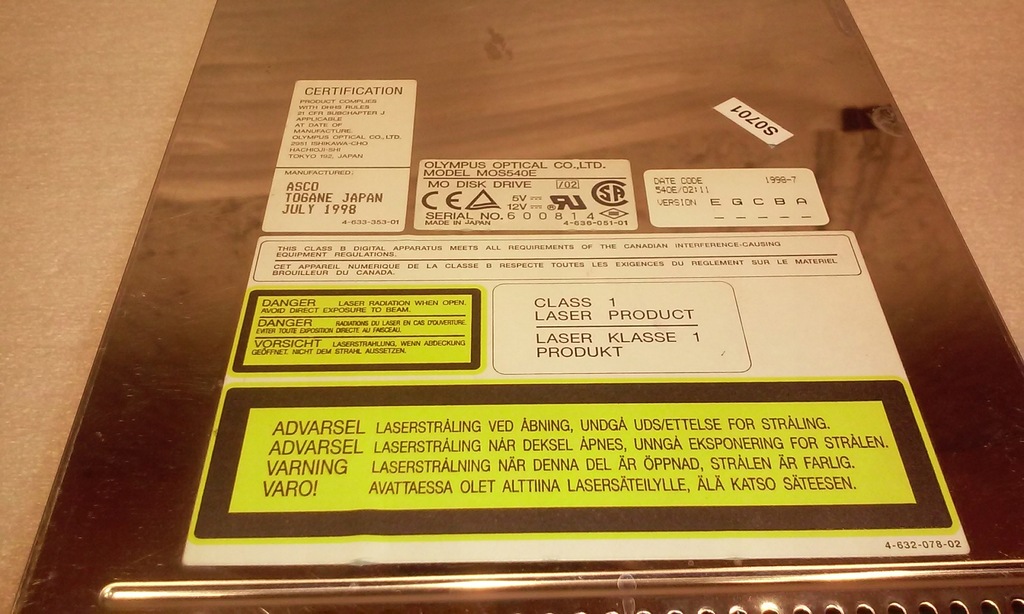 CERTIFICATION
PRODUCT COMPLIES
WITH DHHS RULES
21 CFR SUBCHAPTER J
APPLICABLE
AT DATE OF
MANUFACTURE.
OLYMPUS OPTICAL CO., LTD.
2951 ISHIKAWA-CHO
HACHIOJI-SHI
TOKYO 192, JAPAN
MANUFACTURED:
ASCO
TOGANE JAPAN
JULY 1998
4-633-353-01
OLYMPUS OPTICAL CO.,LTD.
MODEL MOS540E
MO DISK DRIVE /02
CE 5V
12V
SERIAL NO. 600814
MADE IN JAPAN 4-638-051-01
S0701
DATE CODE 1998-7
540E/02:11
VERSION E G C B A
THIS CLASS B DIGITAL APPARATUS MEETS ALL REQUIREMENTS OF THE CANADIAN INTERFERENCE-CAUSING
EQUIPMENT REGULATIONS.
CET APPAREIL NUMERIQUE DE LA CLASSE B RESPECTE TOUTES LES EXIGENCES DU REGLEMENT SUR LE MATERIEL
BROUILLEUR DU CANADA.
DANGER LASER RADIATION WHEN OPEN.
AVOID DIRECT EXPOSURE TO BEAM.
DANGER RADIATIONS DU LASER EN CAS D'OUVERTURE.
EVITER TOUTE EXPOSITION DIRECTE AU FAISCEAU.
VORSICHT LASERSTRAHLUNG, WENN ABDECKUNG
GEÖFFNET. NICHT DEM STRAHL AUSSETZEN.
CLASS 1
LASER PRODUCT
LASER KLASSE 1
PRODUKT
ADVARSEL LASERSTRÅLING VED ÅBNING, UNDGÅ UDS/ETTELSE FOR STRÅLING.
ADVARSEL LASERSTRÅLING NÅR DEKSEL ÅPNES, UNNGÅ EKSPONERING FOR STRÅLEN.
VARNING LASERSTRÅLNING NÄR DENNA DEL ÄR ÖPPNAD, STRÅLEN ÄR FARLIG.
VARO! AVATTAESSA OLET ALTTIINA LASERSÄTEILYLLE, ÄLÄ KATSO SÄTEESEN.
4-632-078-02